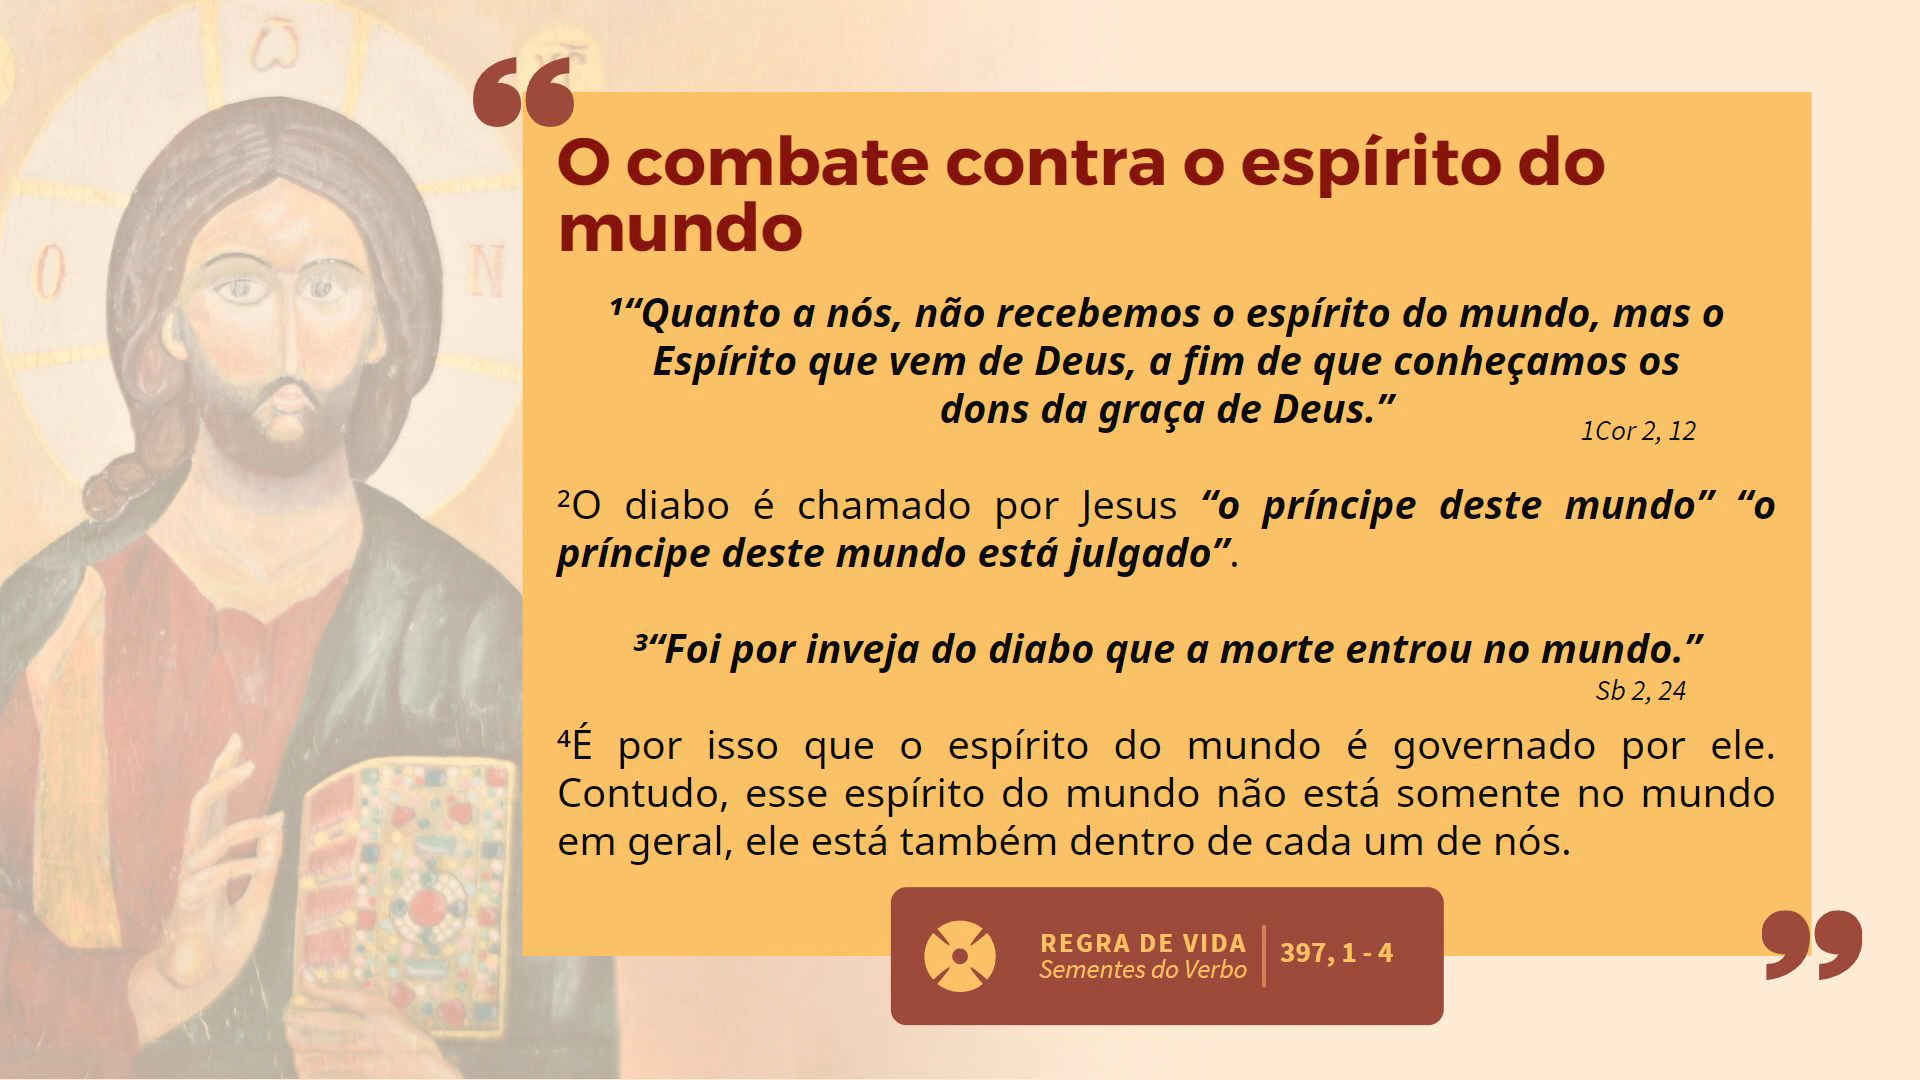 “
O combate contra o espírito do
mundo
¹“Quanto a nós, não recebemos o espírito do mundo, mas o
Espírito que vem de Deus, a fim de que conheçamos os
dons da graça de Deus.”
1Cor 2, 12
²O diabo é chamado por Jesus “o príncipe deste mundo” “o
príncipe deste mundo está julgado”.
³“Foi por inveja do diabo que a morte entrou no mundo.”
Sb 2, 24
⁴É por isso que o espírito do mundo é governado por ele.
Contudo, esse espírito do mundo não está somente no mundo
em geral, ele está também dentro de cada um de nós.
”
REGRA DE VIDA
Sementes do Verbo
397, 1 - 4
Ο
ω
Ν